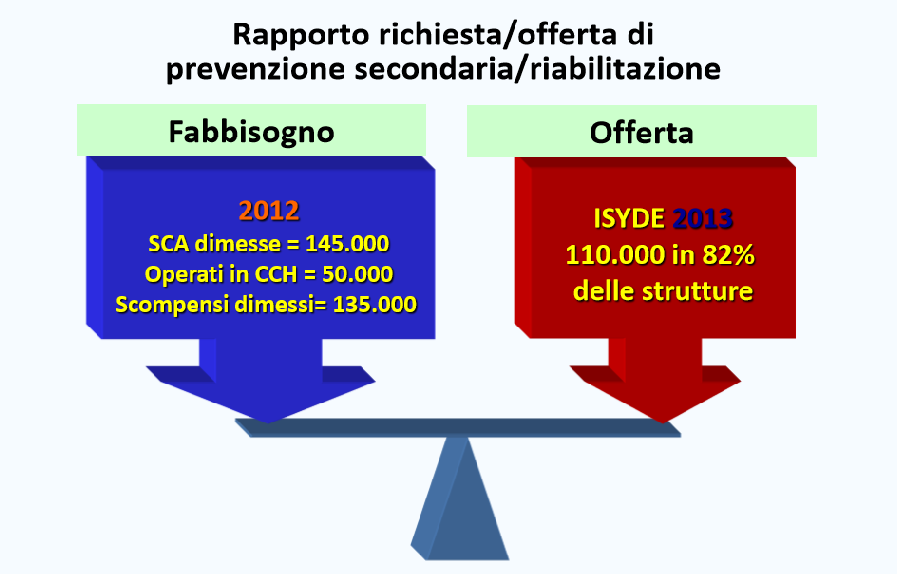 Rapporto richiesta/offerta di
prevenzione secondaria/riabilitazione
Fabbisogno
2012
SCA dimesse = 145.000
Operati in CCH = 50.000
Scompensi dimessi= 135.000
Offerta
ISYDE 2013
110.000 in 82%
delle strutture